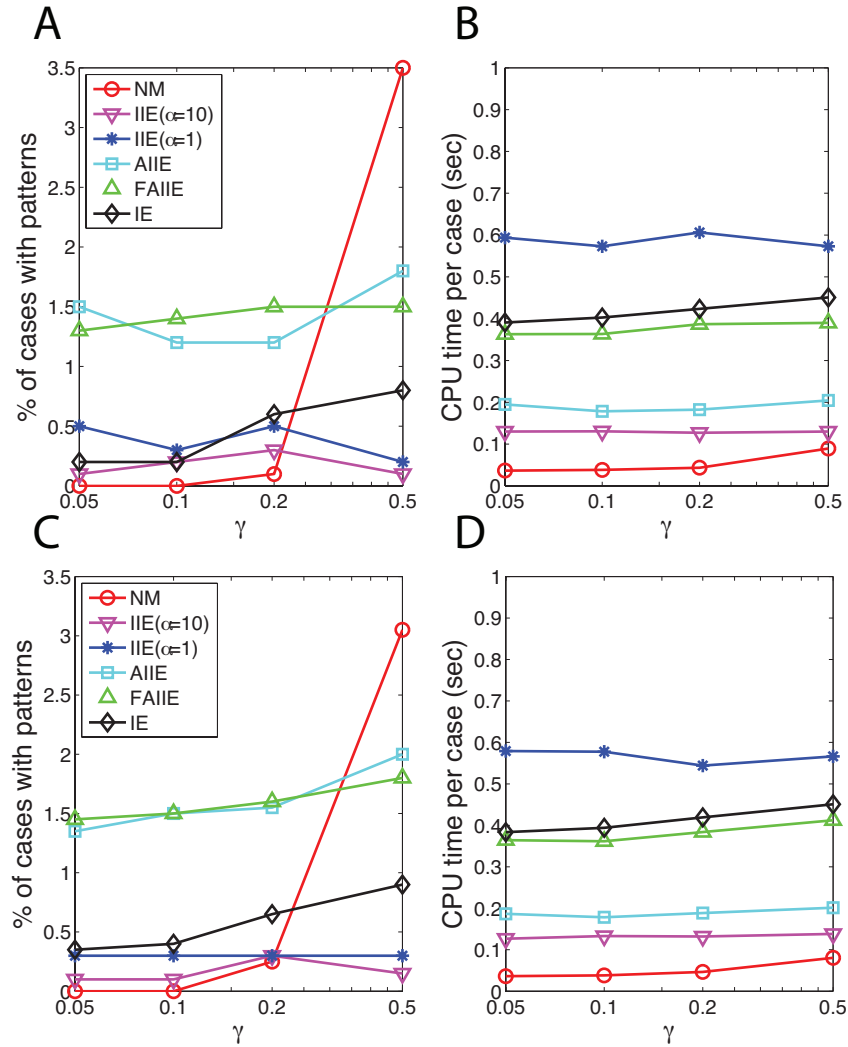 A
% of cases with patterns
3.5
3
2.5
2
1.5
1
0.5
0
NM
IIE(α=10)
IIE(α=1)
AIIE
FAIIE
IE
0.05 0.1 0.2 0.5
γ
B
CPU time per case (sec)
1
0.9
0.8
0.7
0.6
0.5
0.4
0.3
0.2
0.1
0
0.05 0.1 0.2 0.5
γ
C
% of cases with patterns
3.5
3
2.5
2
1.5
1
0.5
0
NM
IIE(α=10)
IIE(α=1)
AIIE
FAIIE
IE
0.05 0.1 0.2 0.5
γ
D
CPU time per case (sec)
1
0.9
0.8
0.7
0.6
0.5
0.4
0.3
0.2
0.1
0
0.05 0.1 0.2 0.5
γ